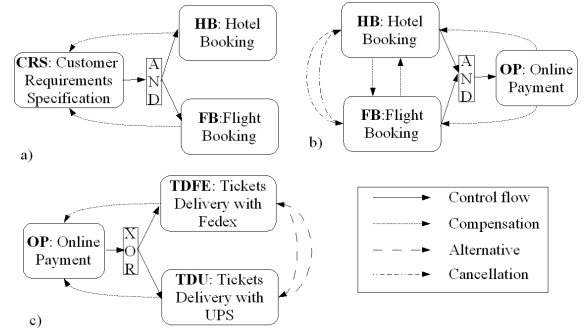 HB: Hotel
Booking
CRS: Customer
Requirements
Specification
A
N
D
FB:Flight
Booking
a)
HB: Hotel
Booking
FB:Flight
Booking
A
N
D
OP: Online
Payment
b)
TDFE: Tickets
Delivery with
Fedex
OP: Online
Payment
X
O
R
TDU: Tickets
Delivery with
UPS
c)
Control flow
Compensation
Alternative
Cancellation